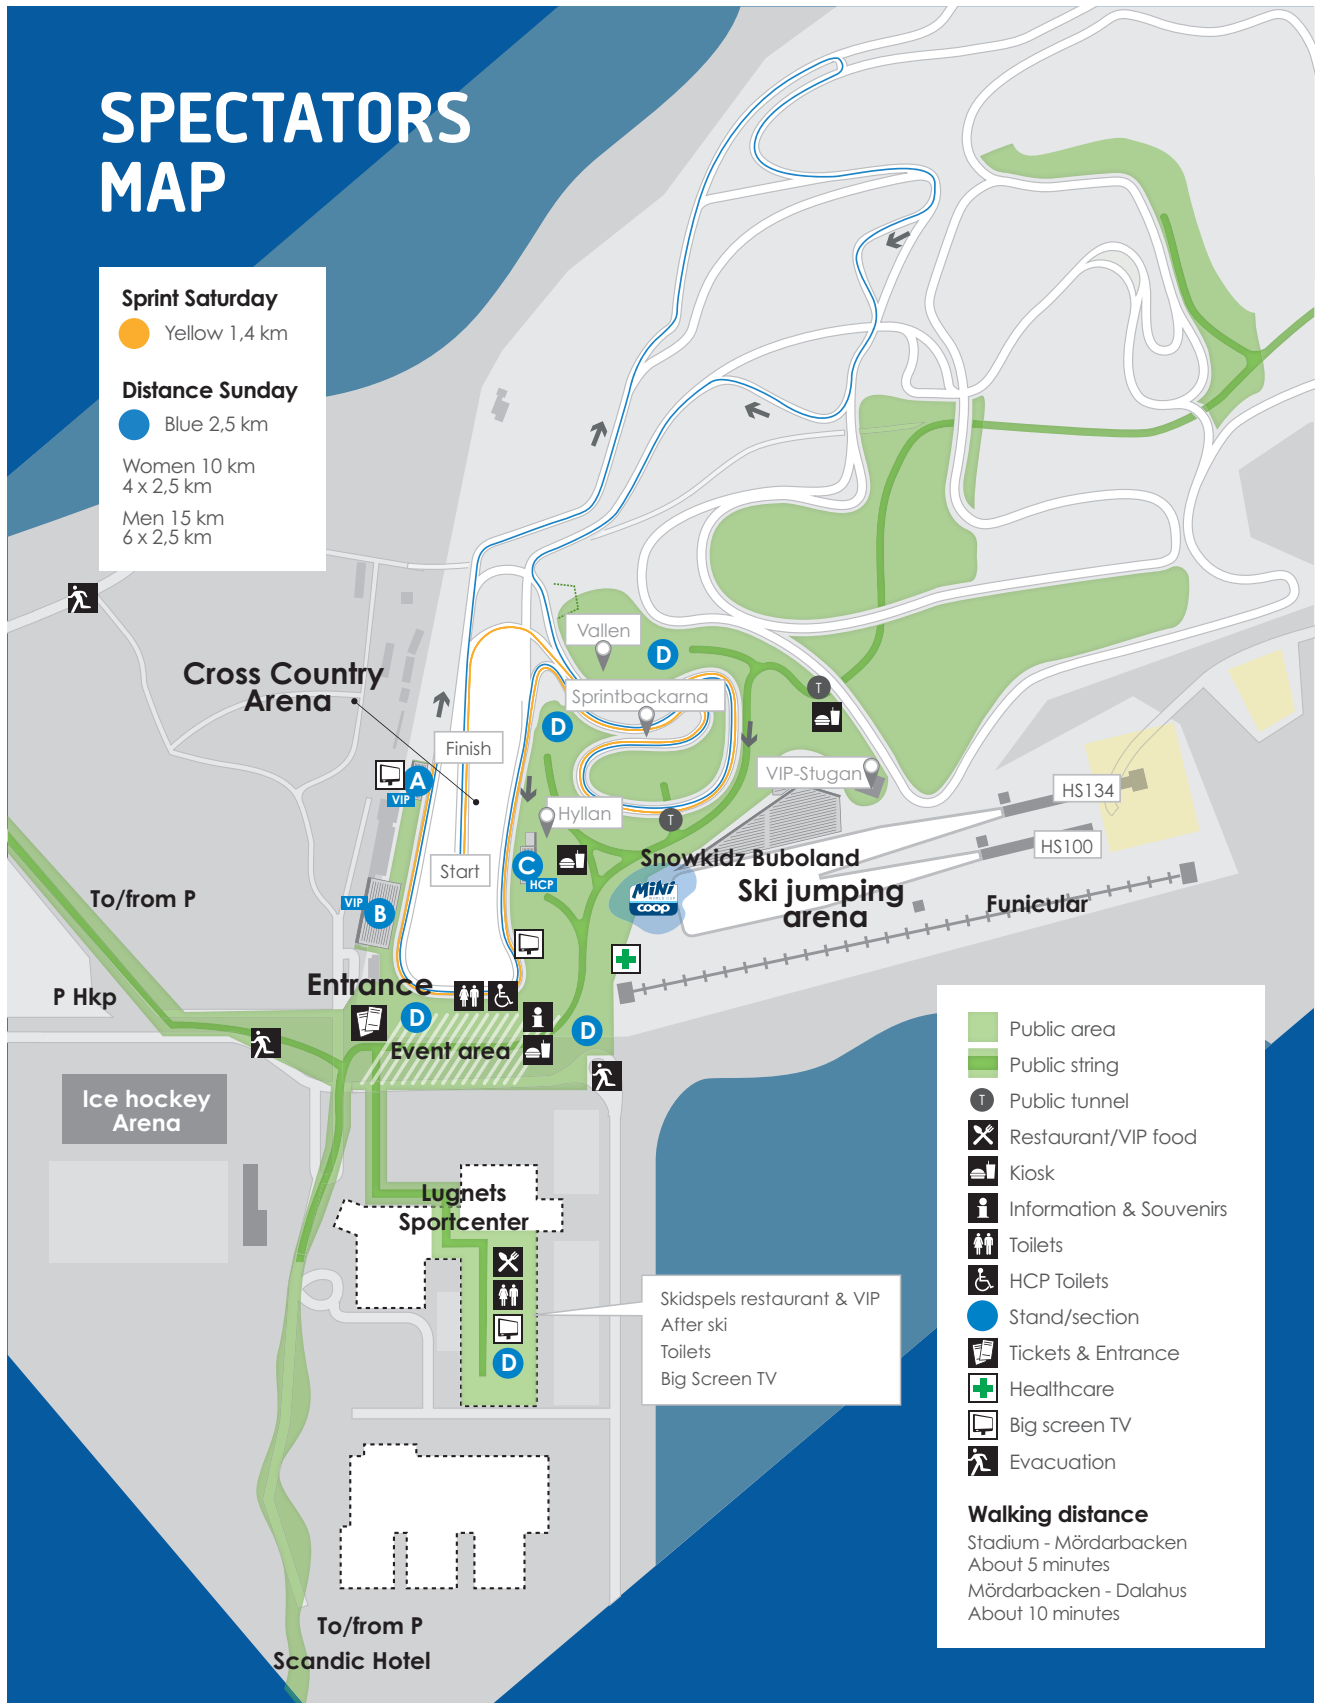 SPECTATORS
MAP
Sprint Saturday
Yellow 1,4 km
Distance Sunday
Blue 2,5 km
Women 10 km
4 x 2,5 km
Men 15 km
6 x 2,5 km
Vallen
D
Cross Country
Arena
Sprintbackarna
T
D
Finish
VIP-Stugan
A
VIP
HS134
Hyllan
T
HS100
Start
C
HCP
Snowkidz Buboland
MiNi
WORLD CUP
coop
Ski jumping
arena
Funicular
To/from P
VIP
B
Entrance
P Hkp
D
D
Event area
Ice hockey
Arena
Lugnets
Sportcenter
D
Skidspels restaurant & VIP
After ski
Toilets
Big Screen TV
To/from P
Scandic Hotel
Public area
Public string
T
Public tunnel
Restaurant/VIP food
Kiosk
Information & Souvenirs
Toilets
HCP Toilets
Stand/section
Tickets & Entrance
Healthcare
Big screen TV
Evacuation
Walking distance
Stadium - Mördarbacken
About 5 minutes
Mördarbacken - Dalahus
About 10 minutes